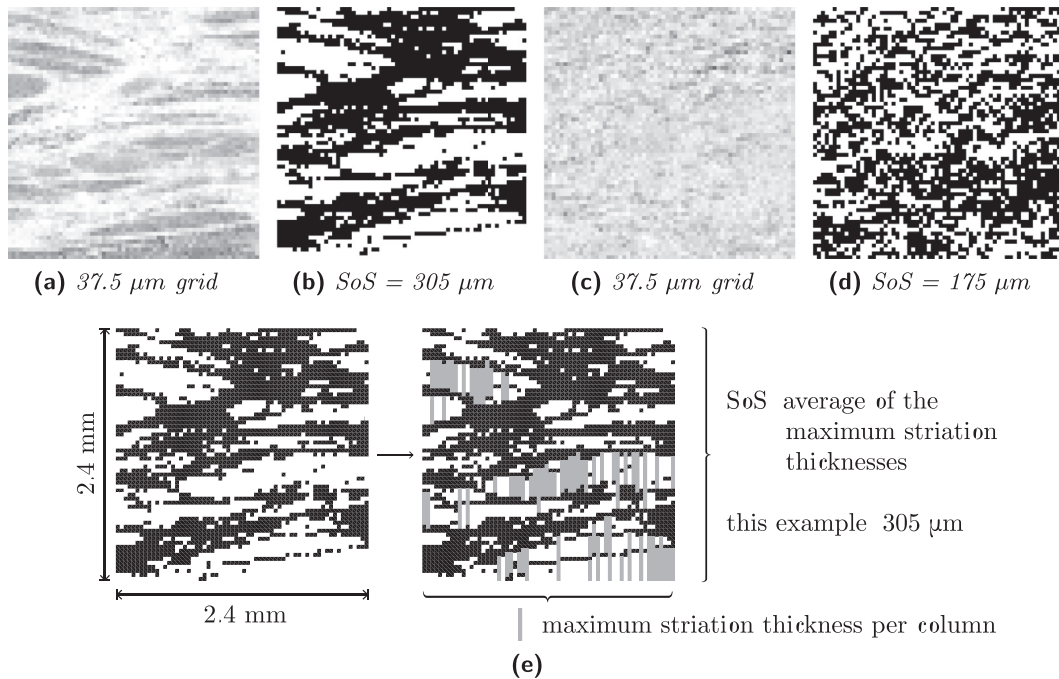 (a) 37.5 µm grid
(b) SoS = 305 µm
(c) 37.5 µm grid
(d) SoS = 175 µm
2.4 mm
2.4 mm
SoS average of the
maximum striation
thicknesses
this example 305 µm
maximum striation thickness per column
(e)